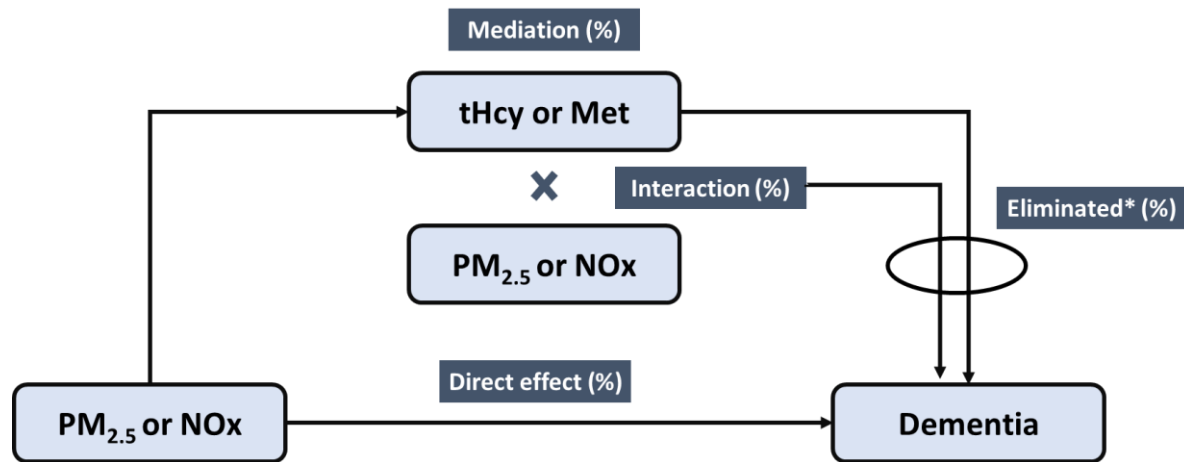 Mediation (%)
tHcy or Met
×
Interaction (%)
Eliminated* (%)
PM₂.₅ or NOx
Direct effect (%)
PM₂.₅ or NOx
Dementia